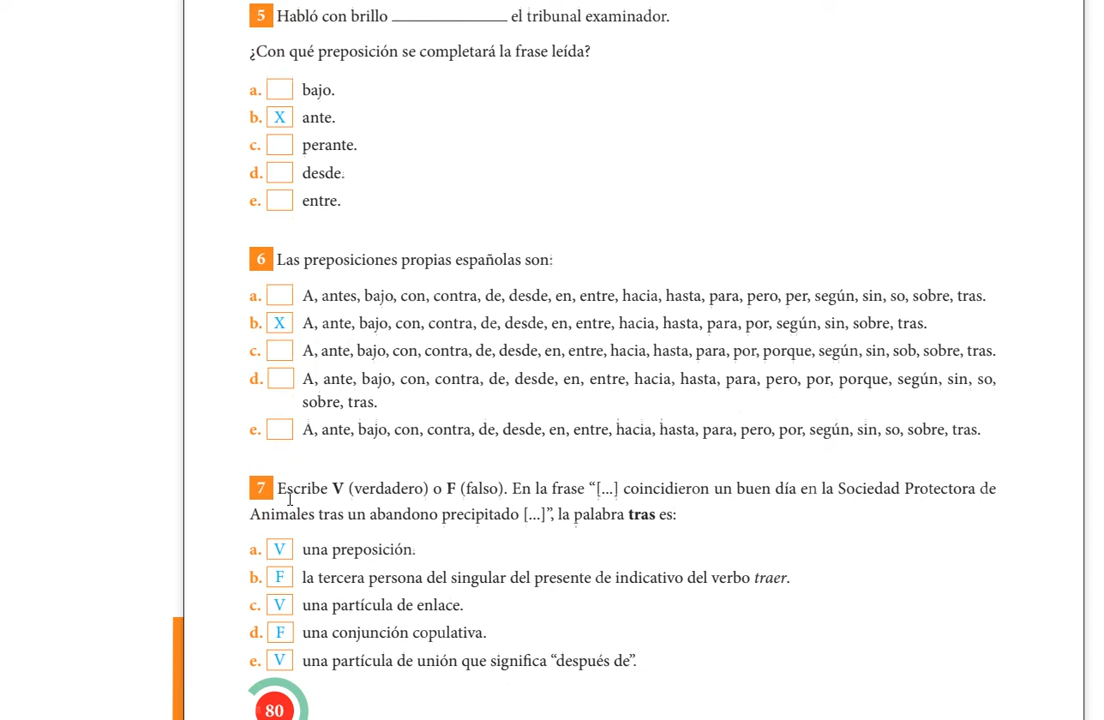 5 Habló con brillo ______________ el tribunal examinador.
¿Con qué preposición se completará la frase leída?
a. bajo.
b. X ante.
c. perante.
d. desde.
e. entre.
6 Las preposiciones propias españolas son:
a. A, antes, bajo, con, contra, de, desde, en, entre, hacia, hasta, para, pero, per, según, sin, so, sobre, tras.
b. X A, ante, bajo, con, contra, de, desde, en, entre, hacia, hasta, para, por, según, sin, sobre, tras.
c. A, ante, bajo, con, contra, de, desde, en, entre, hacia, hasta, para, por, porque, según, sin, sob, sobre, tras.
d. A, ante, bajo, con, contra, de, desde, en, entre, hacia, hasta, para, pero, por, porque, según, sin, so,
sobre, tras.
e. A, ante, bajo, con, contra, de, desde, en, entre, hacia, hasta, para, pero, por, según, sin, so, sobre, tras.
7 Escribe V (verdadero) o F (falso). En la frase “[...] coincidieron un buen día en la Sociedad Protectora de
Animales tras un abandono precipitado [...]”, la palabra tras es:
a. V una preposición.
b. F la tercera persona del singular del presente de indicativo del verbo traer.
c. V una partícula de enlace.
d. F una conjunción copulativa.
e. V una partícula de unión que significa “después de”.
80